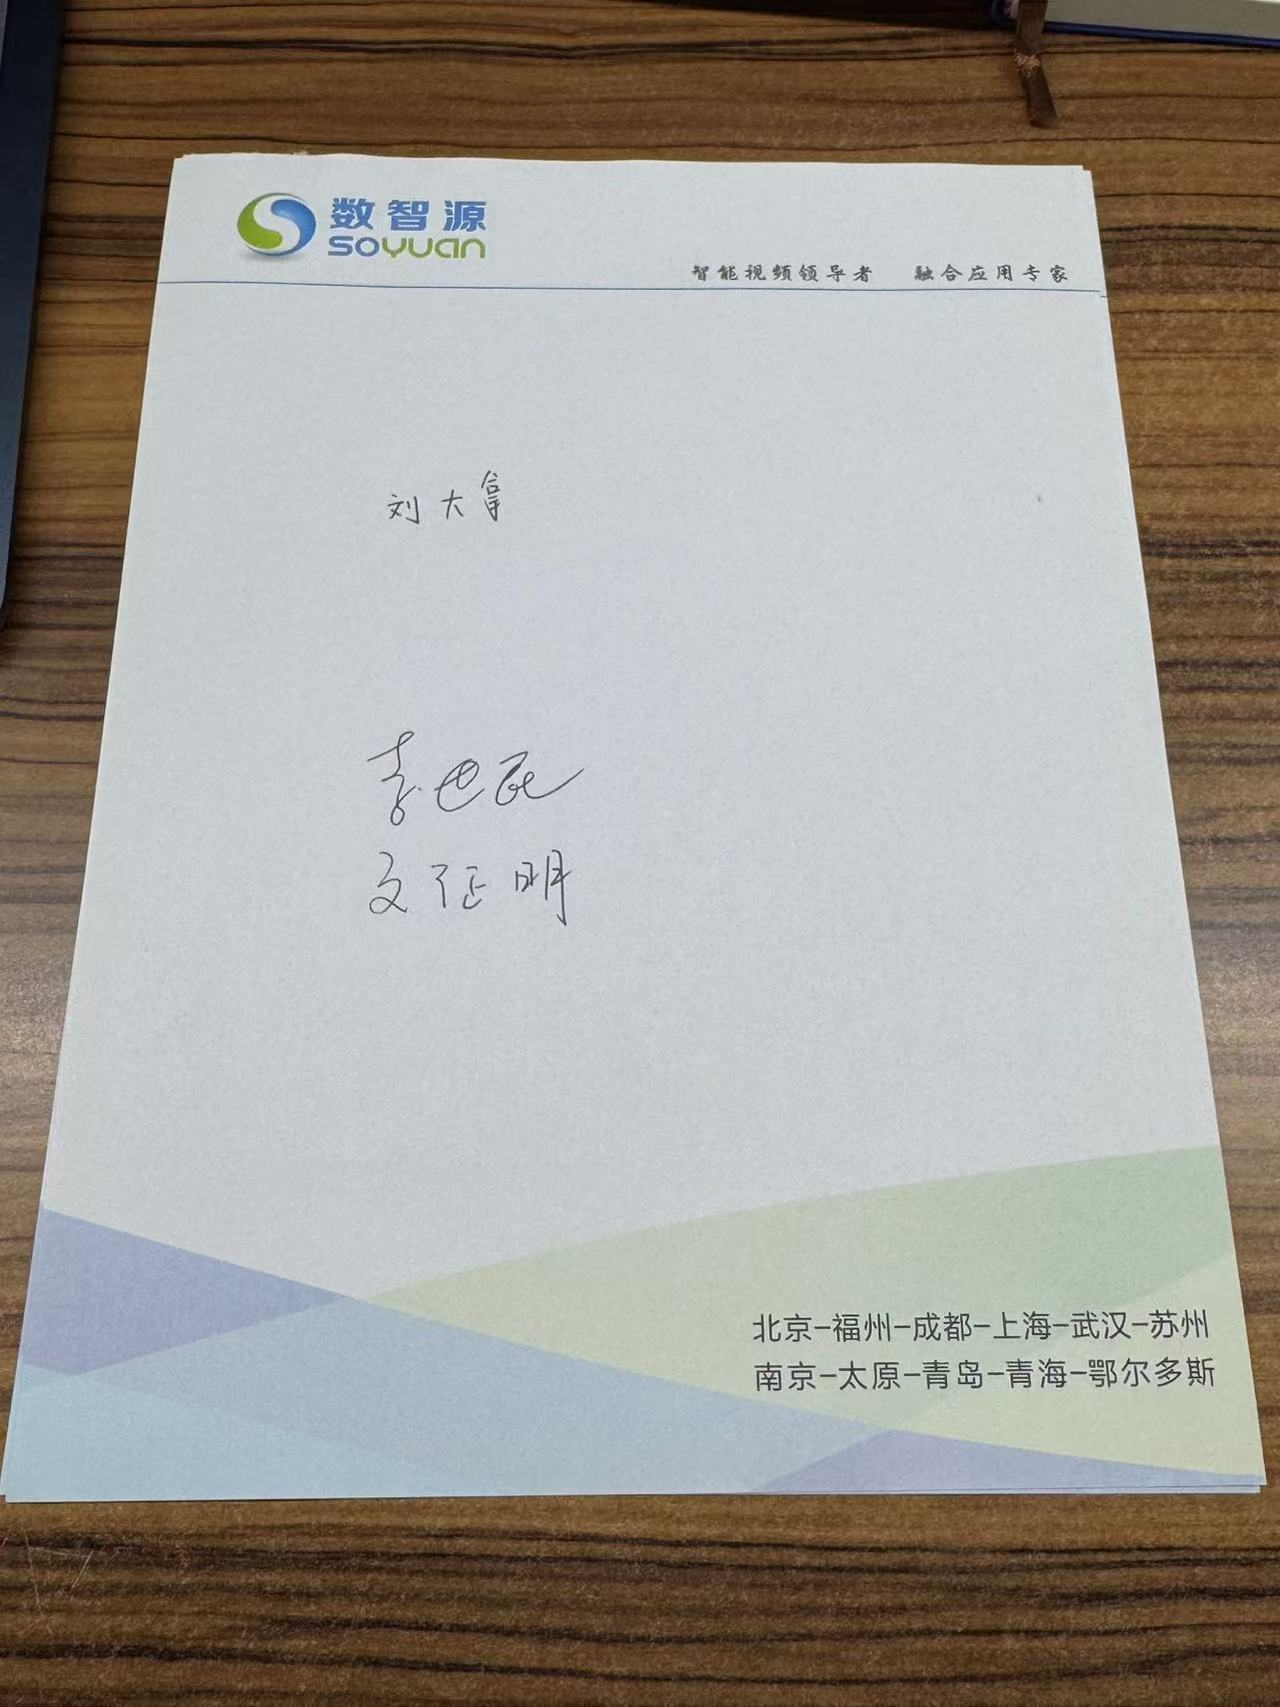 数智源
SOYUAN
智能视频领导者 融合应用专家
刘大拿
李世民
文征明
北京-福州-成都-上海-武汉-苏州
南京-太原-青岛-青海-鄂尔多斯